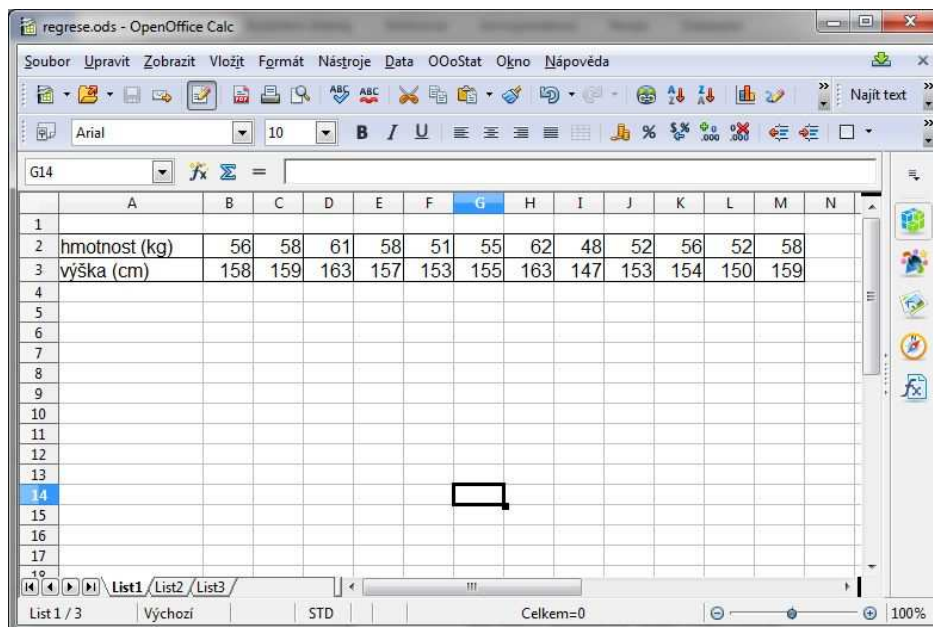 regrese.ods - OpenOffice Calc
Soubor Upravit Zobrazit Vložit Formát Nástroje Data OOoStat Okno Nápověda
Najít text
Arial 10
G14
A B C D E F G H I J K L M N
1
2 hmotnost (kg) 56 58 61 58 51 55 62 48 52 56 52 58
3 výška (cm) 158 159 163 157 153 155 163 147 153 154 150 159
4
5
6
7
8
9
10
11
12
13
14
15
16
17
18
List1 List2 List3
List 1 / 3 Výchozí STD Celkem=0 100%